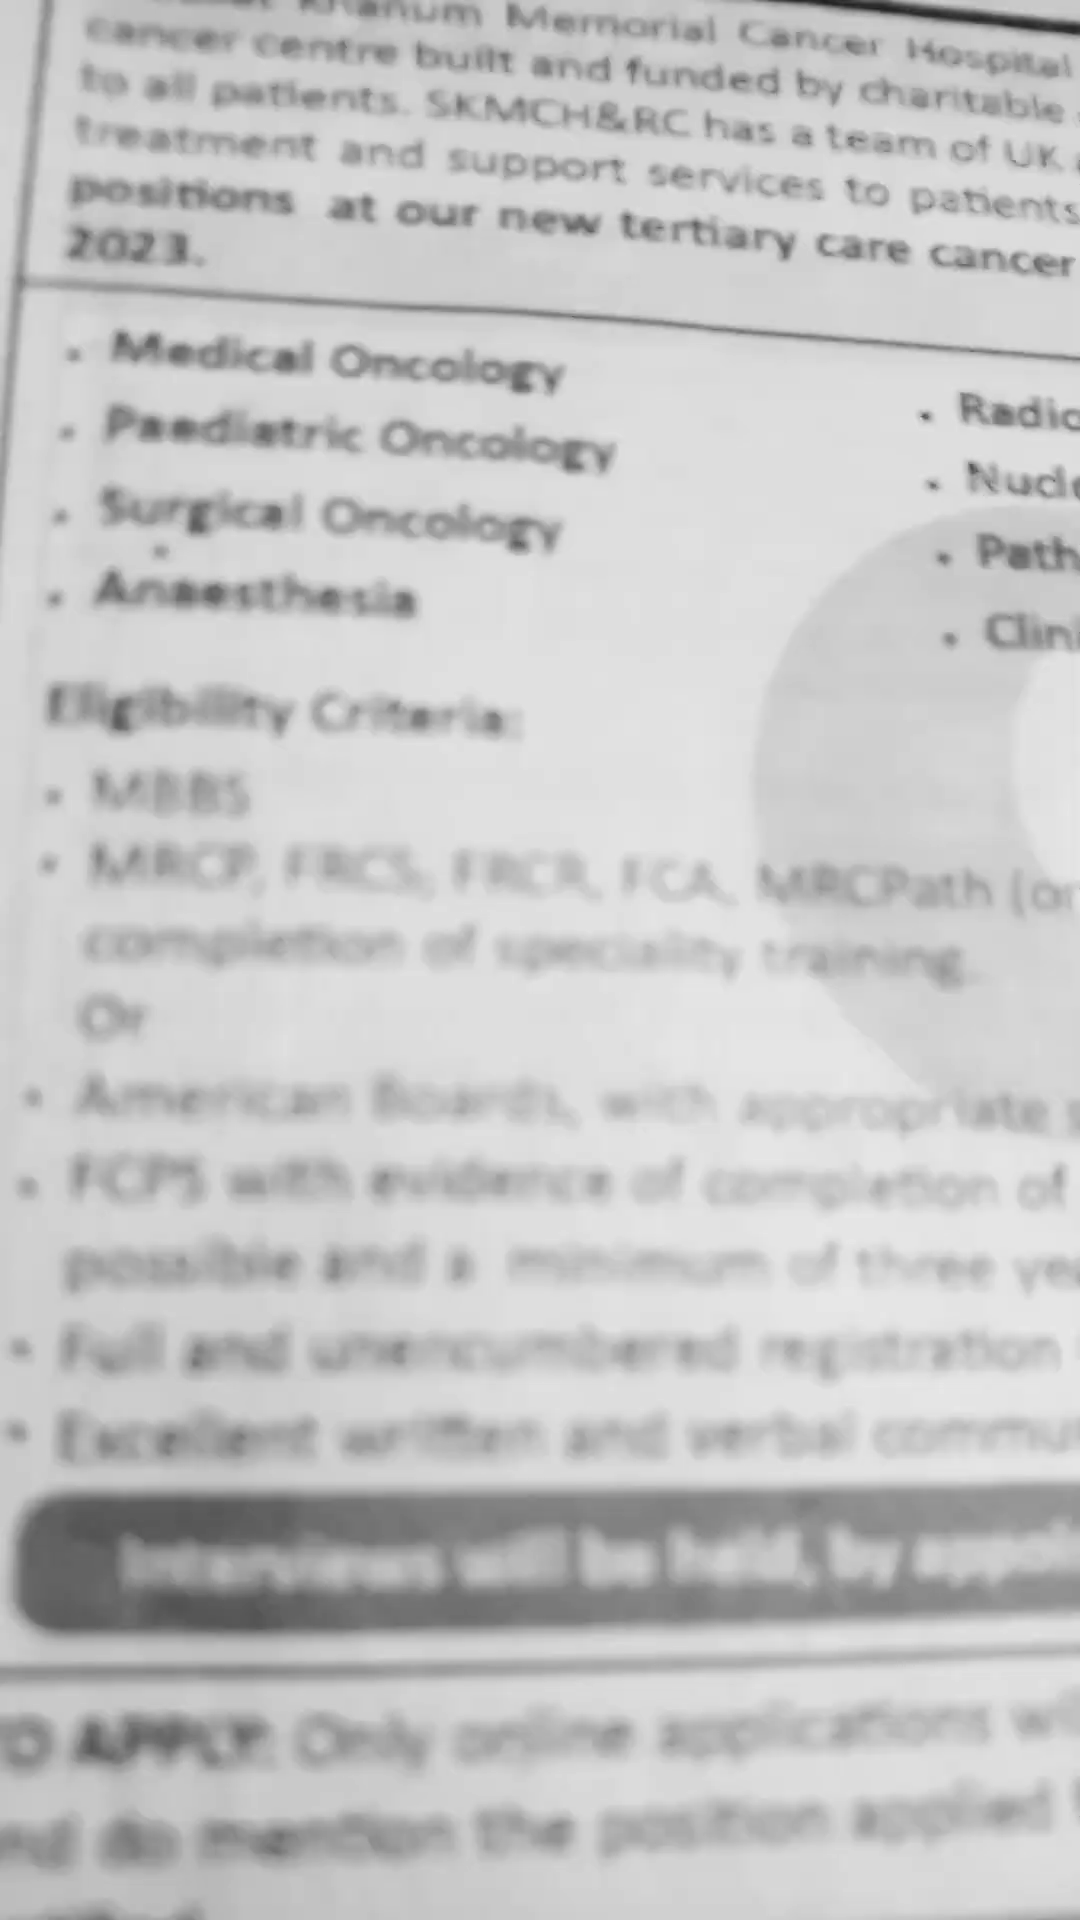 Khanum Memorial Cancer Hospital
cancer centre built and funded by charitable
to all patients. SKMCH&RC has a team of UK
treatment and support services to patients
positions at our new tertiary care cancer
2023.
• Medical Oncology
• Paediatric Oncology
• Surgical Oncology
• Anaesthesia
• Radio
• Nucle
• Path
• Clini
Eligibility Criteria:
• MBBS
• MRCP, FRCS, FRCR, FCA, MRCPath (or
completion of speciality training.
Or
• American Boards, with appropriate s
• FCPS with evidence of completion of
possible and a minimum of three yea
• Full and unencumbered registration
• Excellent written and verbal commu
Interviews will be held, by appoi
TO APPLY: Only online applications wil
and do mention the position applied